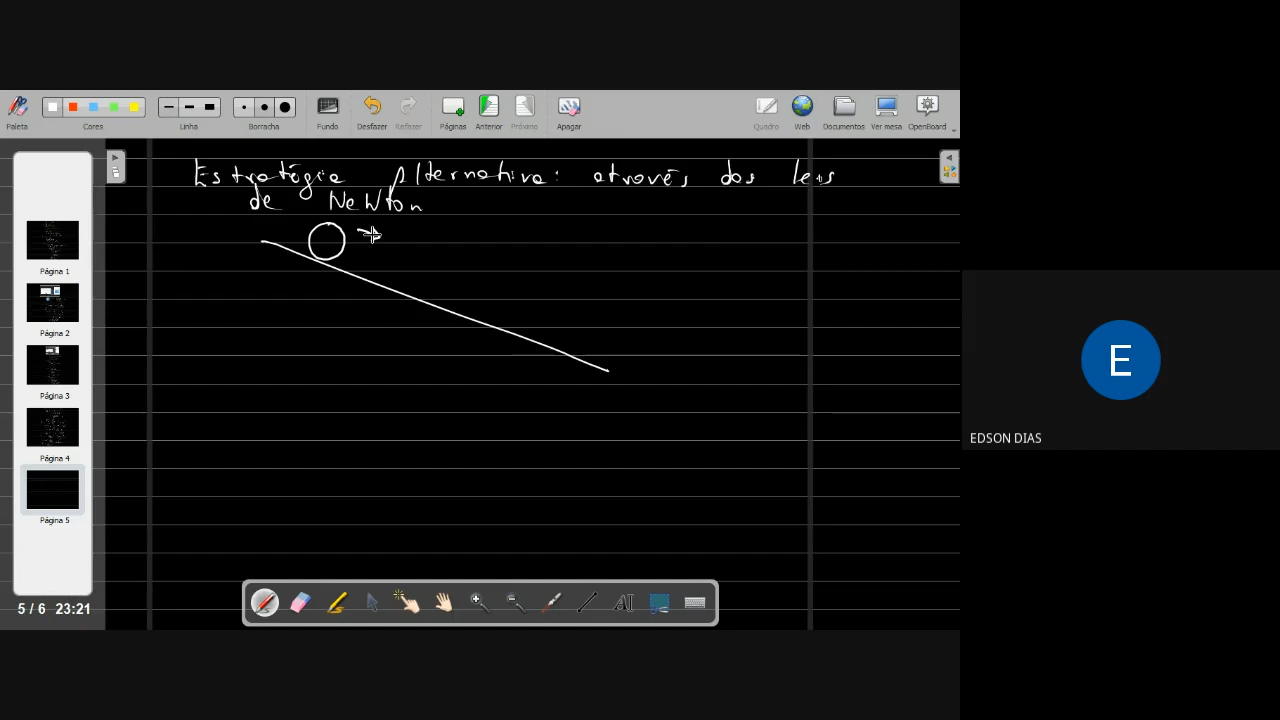 Paleta
Cores
Linha
Borracha
Fundo
Desfazer
Refazer
Páginas
Anterior
Próximo
Apagar
Quadro
Web
Documentos
Ver mesa
OpenBoard
Estratégia Alternativa: através dos leis
de Newton
Página 1
Página 2
Página 3
Página 4
Página 5
5 / 6 23:21
AI
E
EDSON DIAS